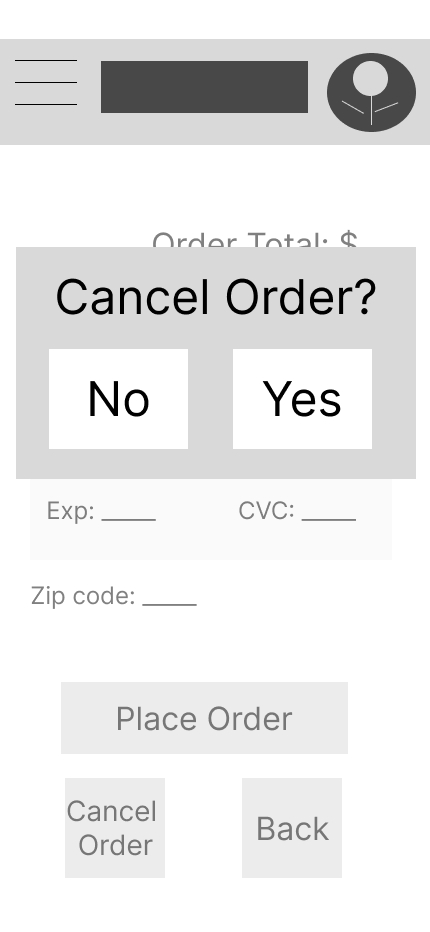 Order Total: $
Cancel Order?
No Yes
Exp: _____ CVC: _____
Zip code: _____
Place Order
Cancel
Order
Back